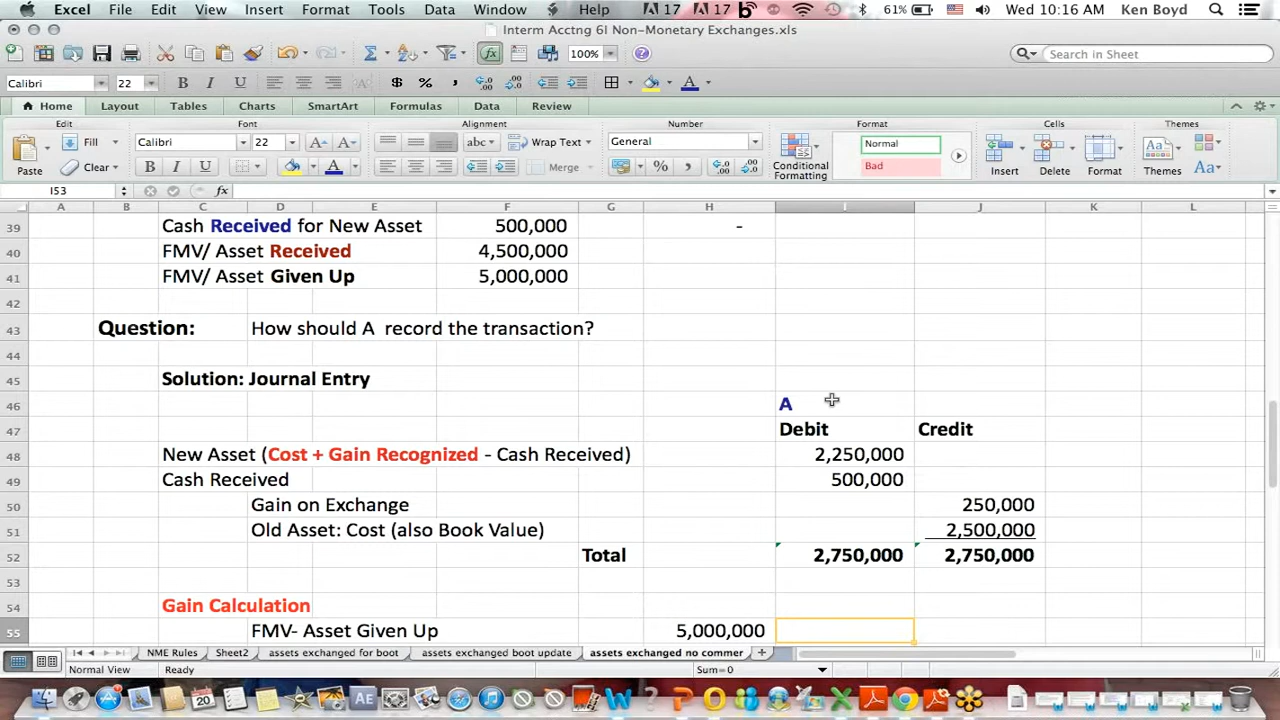 Excel File Edit View Insert Format Tools Data Window Help 17 17 61% Wed 10:16 AM Ken Boyd
Interm Acctng 6I Non-Monetary Exchanges.xls
100% Search in Sheet
Calibri 22 B I U $ %
Home Layout Tables Charts SmartArt Formulas Data Review
Edit Font Alignment Number Format Cells Themes
Fill Calibri 22 abc Wrap Text General Normal
Paste Clear B I U Merge % Conditional Formatting Bad Insert Delete Format Themes Aa
I53 fx
A B C D E F G H I J K L
39 Cash Received for New Asset 500,000 -
40 FMV/ Asset Received 4,500,000
41 FMV/ Asset Given Up 5,000,000
42
43 Question: How should A record the transaction?
44
45 Solution: Journal Entry
46 A
47 Debit Credit
48 New Asset (Cost + Gain Recognized - Cash Received) 2,250,000
49 Cash Received 500,000
50 Gain on Exchange 250,000
51 Old Asset: Cost (also Book Value) 2,500,000
52 Total 2,750,000 2,750,000
53
54 Gain Calculation
55 FMV- Asset Given Up 5,000,000
NME Rules Sheet2 assets exchanged for boot assets exchanged boot update assets exchanged no commer
Normal View Ready Sum=0
20 AE